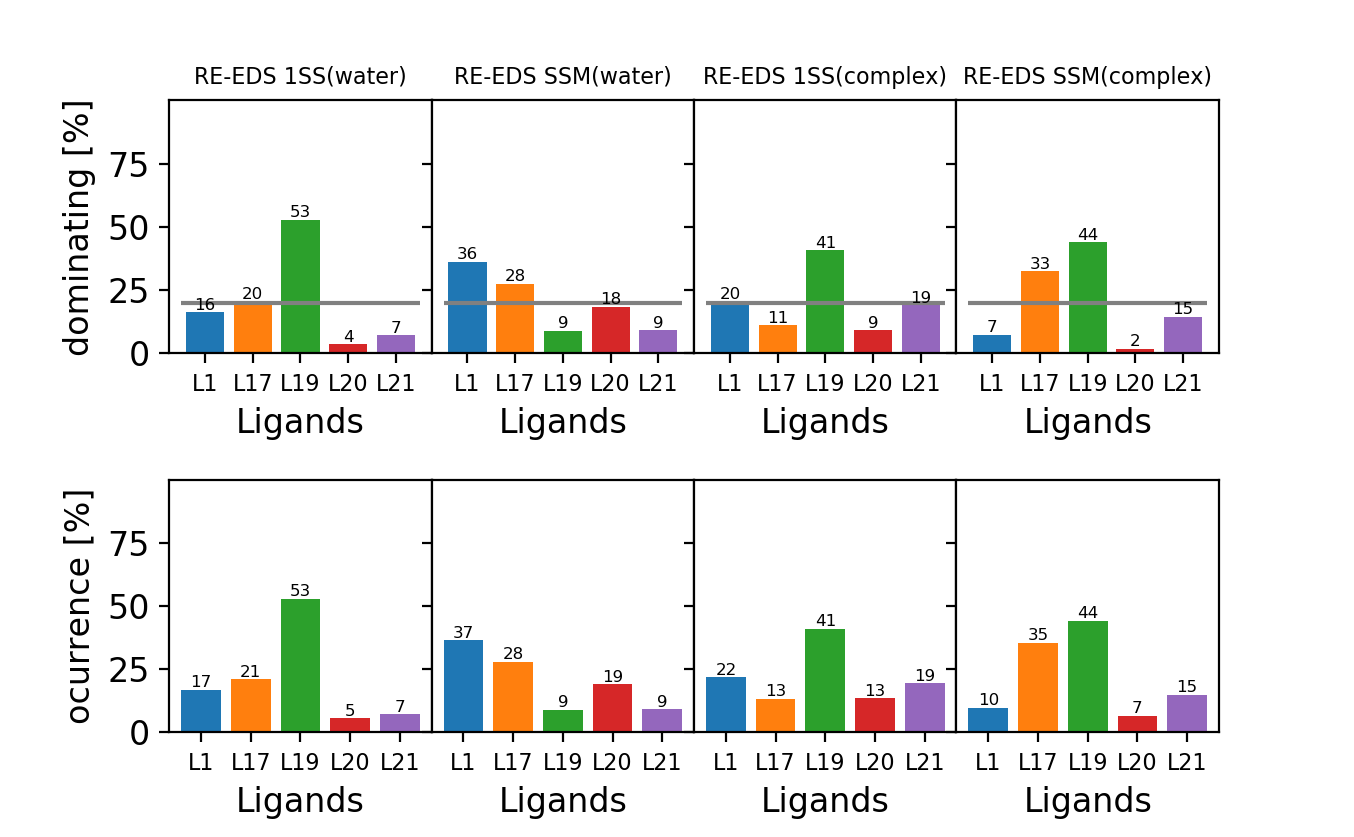 RE-EDS 1SS(water) RE-EDS SSM(water) RE-EDS 1SS(complex) RE-EDS SSM(complex)
dominating [%]
75
50
25
0
16 20 53 4 7
36 28 9 18 9
20 11 41 9 19
7 33 44 2 15
L1 L17 L19 L20 L21 L1 L17 L19 L20 L21 L1 L17 L19 L20 L21 L1 L17 L19 L20 L21
Ligands Ligands Ligands Ligands
ocurrence [%]
75
50
25
0
17 21 53 5 7
37 28 9 19 9
22 13 41 13 19
10 35 44 7 15
L1 L17 L19 L20 L21 L1 L17 L19 L20 L21 L1 L17 L19 L20 L21 L1 L17 L19 L20 L21
Ligands Ligands Ligands Ligands